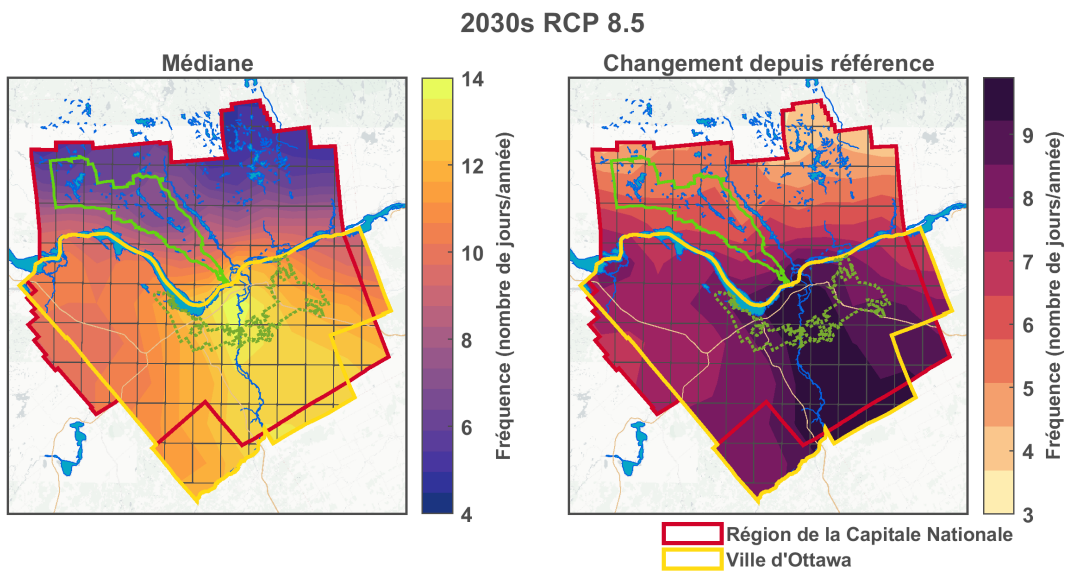 2030s RCP 8.5
Médiane
14
12
10
8
6
4
Fréquence (nombre de jours/année)
Changement depuis référence
9
8
7
6
5
4
3
Fréquence (nombre de jours/année)
Région de la Capitale Nationale
Ville d'Ottawa